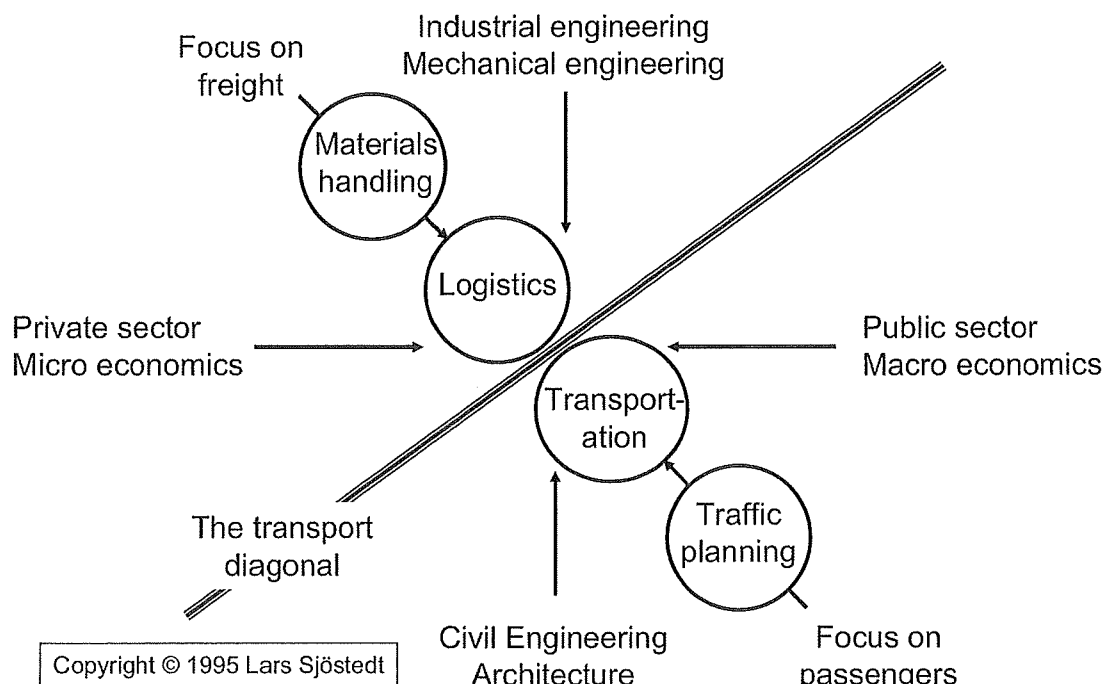 Industrial engineering
Mechanical engineering
Focus on
freight
Materials
handling
Logistics
Private sector
Micro economics
Public sector
Macro economics
Transport-
ation
The transport
diagonal
Traffic
planning
Civil Engineering
Architecture
Focus on
passengers
Copyright © 1995 Lars Sjöstedt